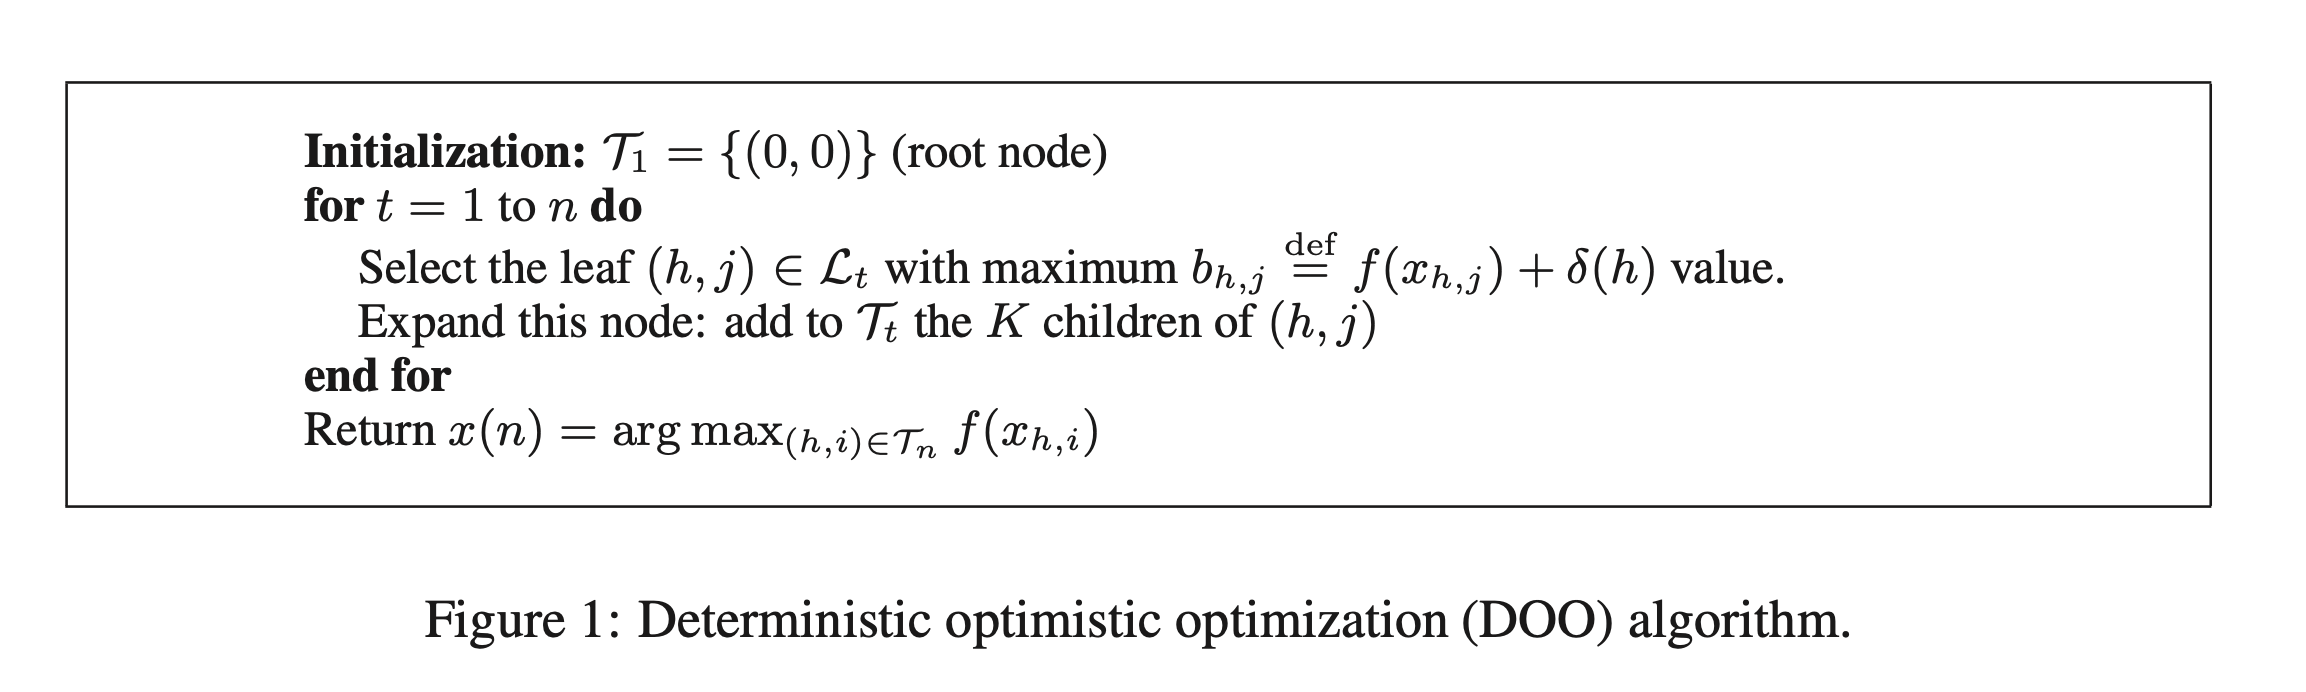 Initialization: $\mathcal{T}_1 = \{(0,0)\}$ (root node)
for $t = 1$ to $n$ do
Select the leaf $(h, j) \in \mathcal{L}_t$ with maximum $b_{h,j} \stackrel{\text{def}}{=} f(x_{h,j}) + \delta(h)$ value.
Expand this node: add to $\mathcal{T}_t$ the $K$ children of $(h, j)$
end for
Return $x(n) = \arg\max_{(h,i) \in \mathcal{T}_n} f(x_{h,i})$
Figure 1: Deterministic optimistic optimization (DOO) algorithm.